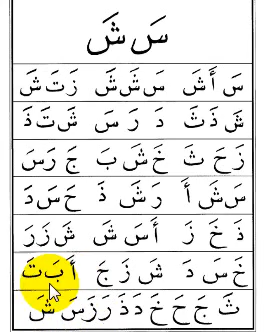 سَ شَ
سَ أَ شَ سَ شَ شَ زَ تَ شَ
شَ ذَ ثَ دَ رَ سَ شَ تَ ذَ
زَ حَ ثَ خَ شَ بَ جَ رَ سَ
سَ شَ أَ رَ شَ ذَ حَ سَ دَ
ذَ خَ زَ أَ سَ شَ شَ زَ رَ
خَ سَ دَ شَ زَ جَ أَ بَ تَ
ثَ جَ حَ خَ دَ ذَ رَ زَ سَ شَ